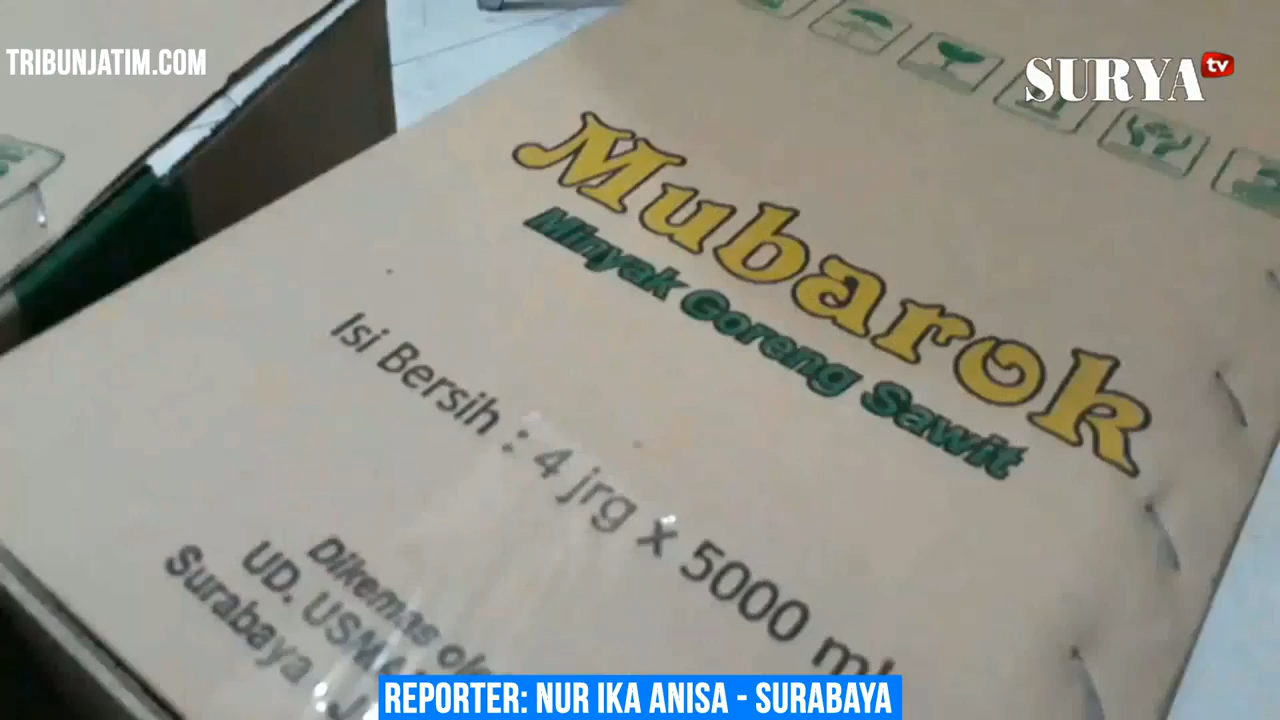 TRIBUNJATIM.COM
SURYA tv
Mubarok
Minyak Goreng Sawit
Isi Bersih : 4 jrg x 5000 ml
Dikemas
UD.
Surabaya
REPORTER: NUR IKA ANISA - SURABAYA